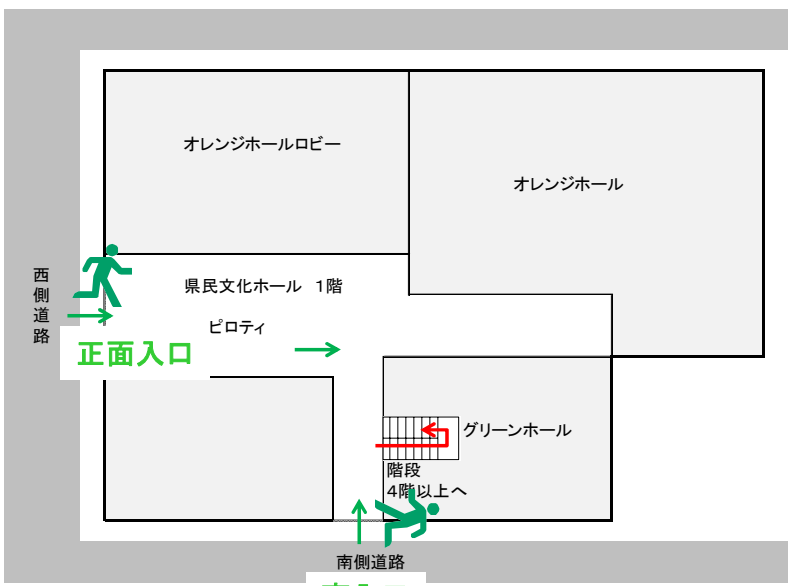 オレンジホールロビー
オレンジホール
西側道路
県民文化ホール 1階
ピロティ
正面入口
グリーンホール
階段
4階以上へ
南側道路